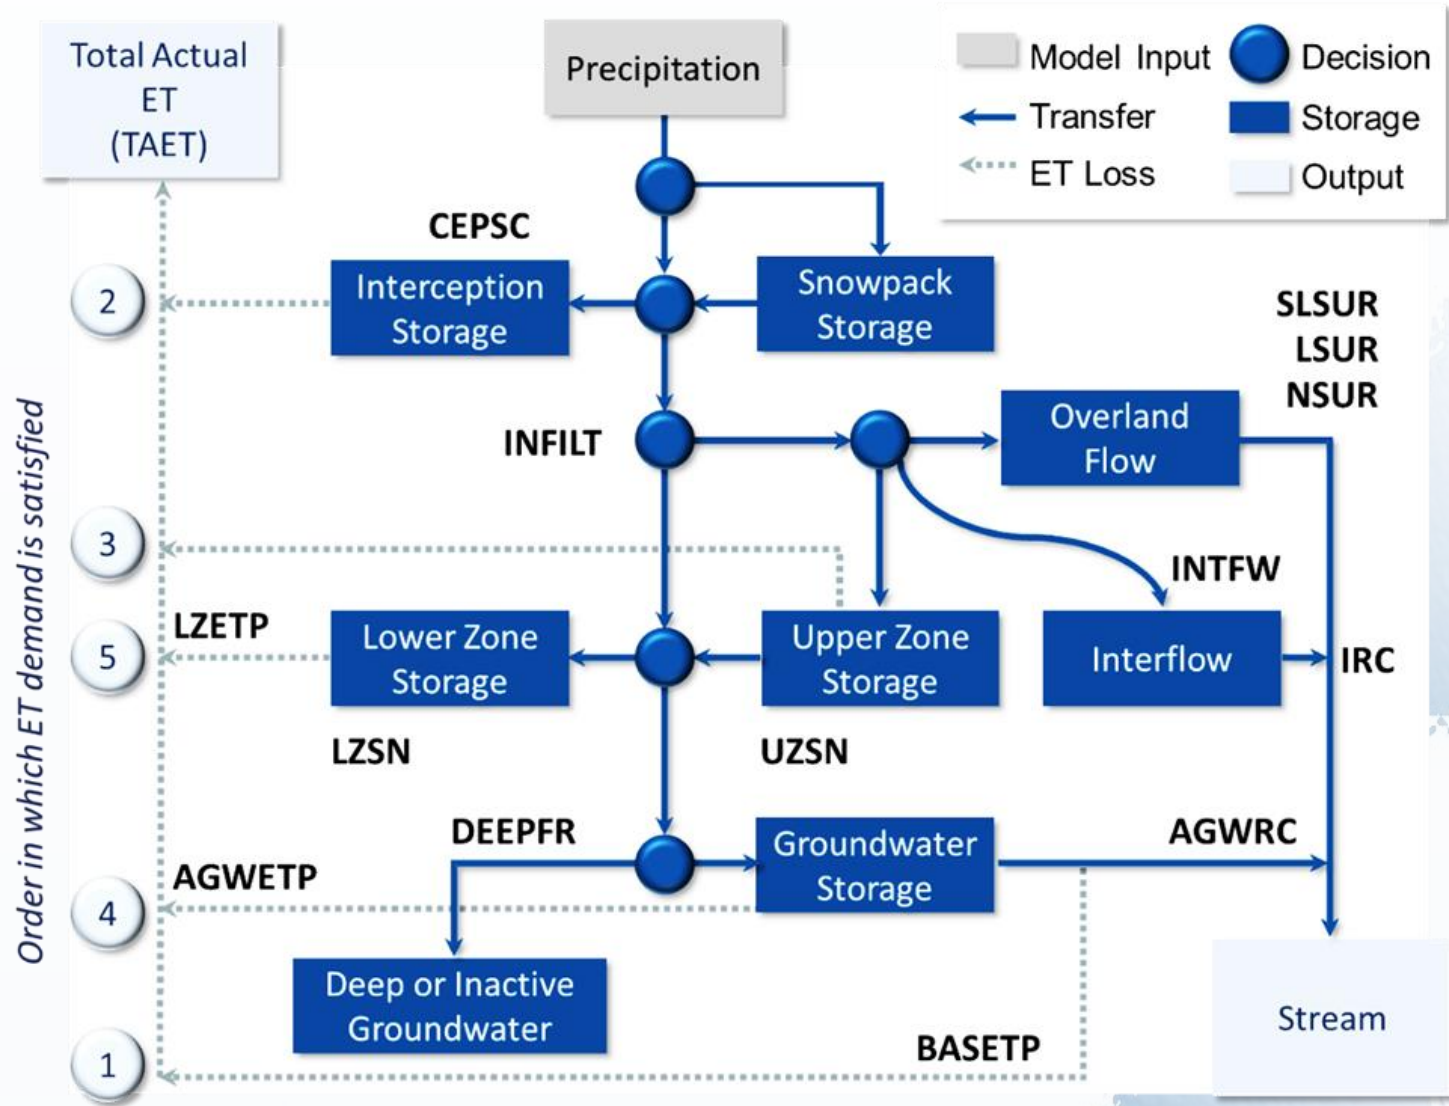 Total Actual
ET
(TAET)
Precipitation
Model Input
Decision
Transfer
Storage
ET Loss
Output
CEPSC
2
Interception
Storage
Snowpack
Storage
SLSUR
LSUR
NSUR
INFILT
Overland
Flow
Order in which ET demand is satisfied
3
INTFW
LZETP
5
Lower Zone
Storage
Upper Zone
Storage
Interflow
IRC
LZSN
UZSN
DEEPFR
Groundwater
Storage
AGWRC
AGWETP
4
Deep or Inactive
Groundwater
Stream
BASETP
1